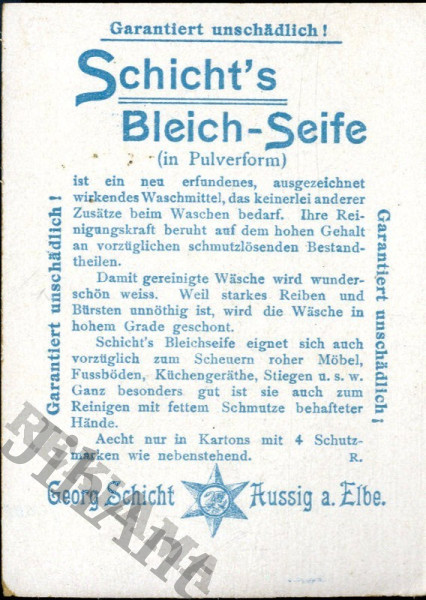 Garantiert unschädlich!
Schicht's
Bleich-Seife
(in Pulverform)
ist ein neu erfundenes, ausgezeichnet
wirkendes Waschmittel, das keinerlei anderer
Zusätze beim Waschen bedarf. Ihre Rei-
nigungskraft beruht auf dem hohen Gehalt
an vorzüglichen schmutzlösenden Bestand-
theilen.
Damit gereinigte Wäsche wird wunder-
schön weiss. Weil starkes Reiben und
Bürsten unnöthig ist, wird die Wäsche in
hohem Grade geschont.
Schicht's Bleichseife eignet sich auch
vorzüglich zum Scheuern roher Möbel,
Fussböden, Küchengeräthe, Stiegen u. s. w.
Ganz besonders gut ist sie auch zum
Reinigen mit fettem Schmutze behafteter
Hände.
Aecht nur in Kartons mit 4 Schutz-
marken wie nebenstehend. R.
Georg Schicht Aussig a. Elbe.
Garantiert unschädlich!
Garantiert unschädlich!
REKLAME